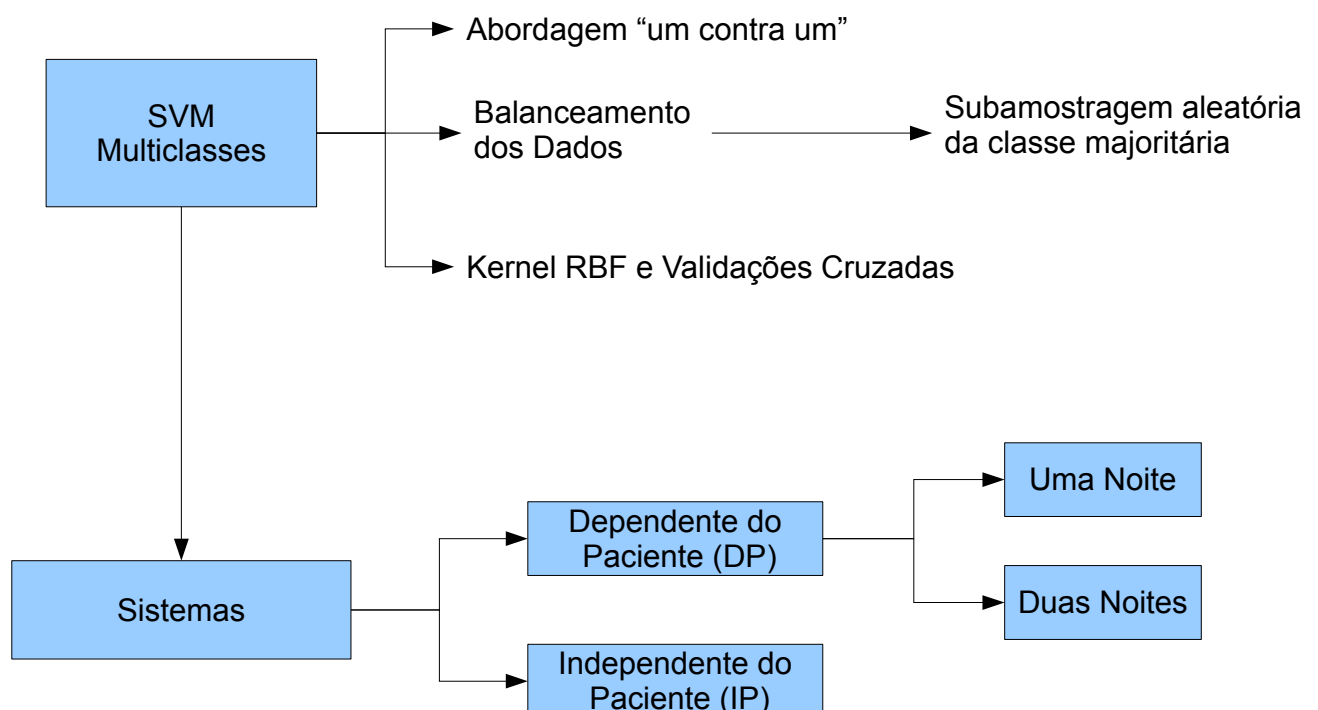 Abordagem “um contra um”
SVM
Multiclasses
Balanceamento
dos Dados
Subamostragem aleatória
da classe majoritária
Kernel RBF e Validações Cruzadas
Uma Noite
Dependente do
Paciente (DP)
Duas Noites
Sistemas
Independente do
Paciente (IP)